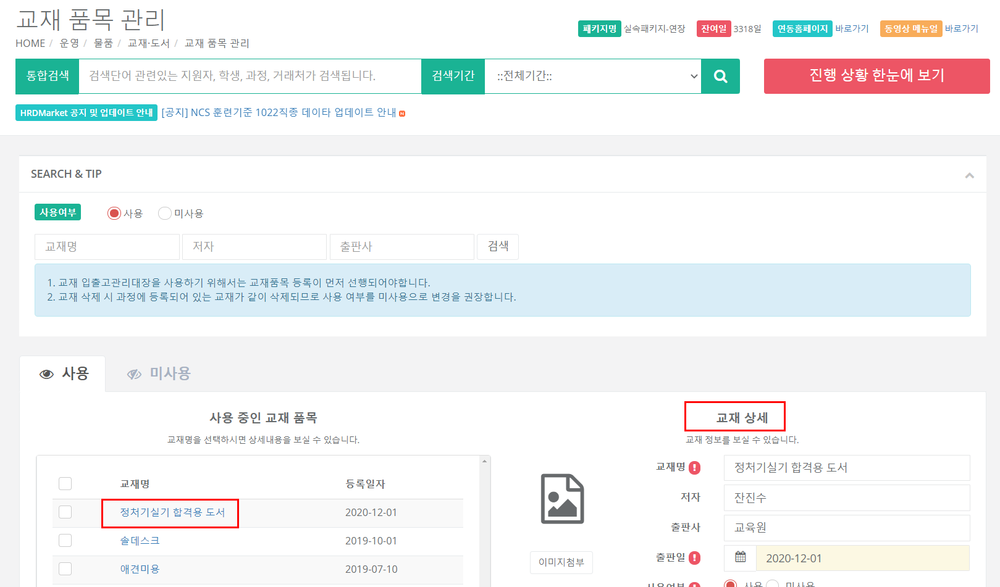 교재 품목 관리
HOME / 운영 / 물품 / 교재·도서 / 교재 품목 관리
패키지명 실속패키지-연장 잔여일 3318일 연동홈페이지 바로가기 동영상 메뉴얼 바로가기
통합검색 검색단어 관련있는 지원자, 학생, 과정, 거래처가 검색됩니다. 검색기간 ::전체기간:: 진행 상황 한눈에 보기
HRDMarket 공지 및 업데이트 안내 [공지] NCS 훈련기준 1022직종 데이타 업데이트 안내 N
SEARCH & TIP
사용여부 사용 미사용
교재명 저자 출판사 검색
1. 교재 입출고관리대장을 사용하기 위해서는 교재품목 등록이 먼저 선행되어야합니다.
2. 교재 삭제 시 과정에 등록되어 있는 교재가 같이 삭제되므로 사용 여부를 미사용으로 변경을 권장합니다.
사용 미사용
사용 중인 교재 품목
교재명을 선택하시면 상세내용을 보실 수 있습니다.
교재명 등록일자
정처기실기 합격용 도서 2020-12-01
솔데스크 2019-10-01
애견미용 2019-07-10
교재 상세
교재 정보를 보실 수 있습니다.
이미지첨부
교재명 ! 정처기실기 합격용 도서
저자 잔진수
출판사 교육원
출판일 ! 2020-12-01
사용여부 ! 사용 미사용